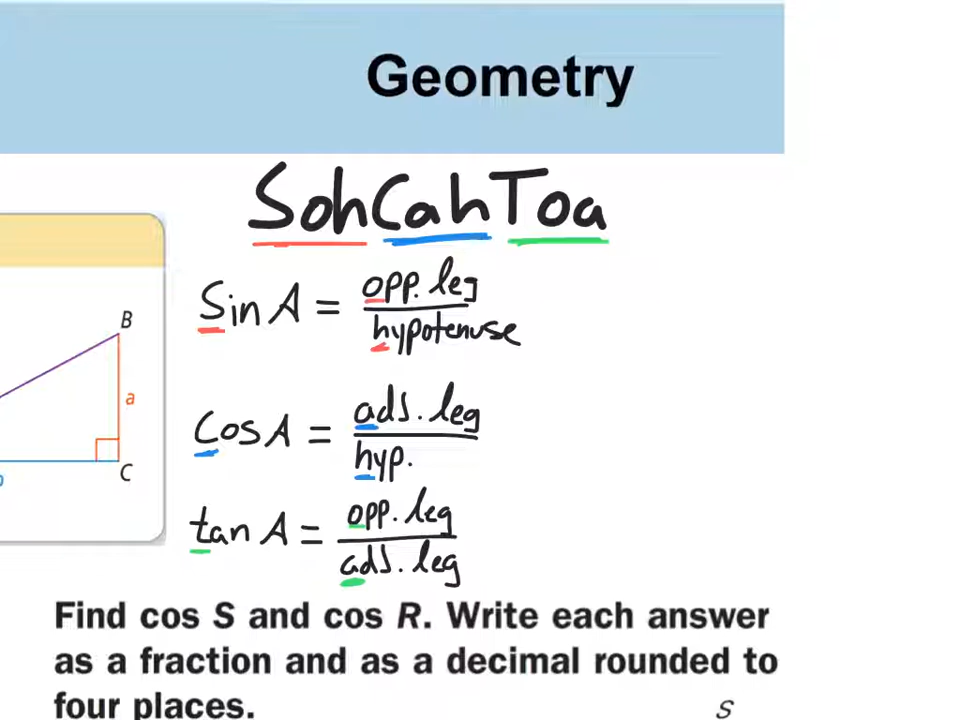 Geometry
SohCahToa
Sin A = opp. leg
hypotenuse
B
cos A = adj. leg
hyp.
a
C
tan A = opp. leg
adj. leg
Find cos S and cos R. Write each answer
as a fraction and as a decimal rounded to
four places.
S